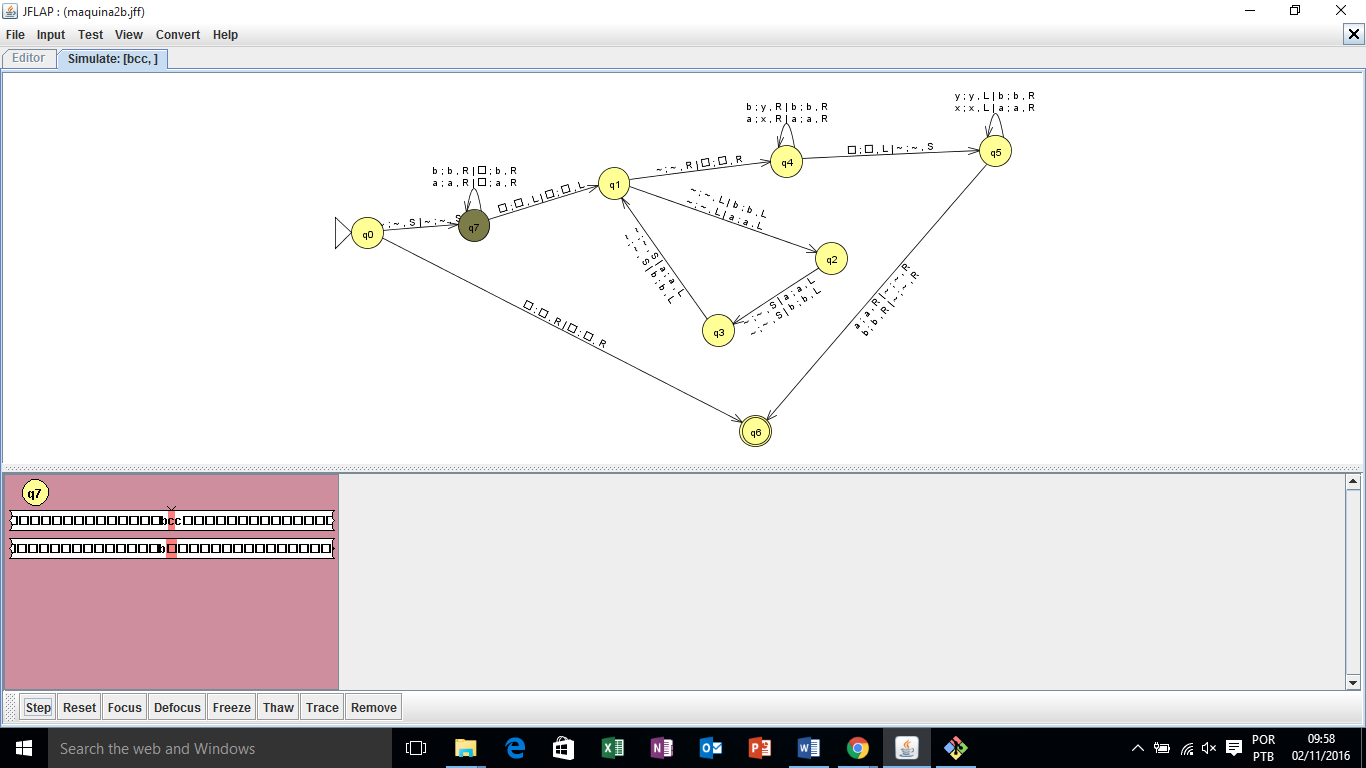 JFLAP : (maquina2b.jff)
File Input Test View Convert Help
Editor Simulate: [bcc, ]
y ; y , L | b ; b , R
x ; x , L | a ; a , R
b ; y , R | b ; b , R
a ; x , R | a ; a , R
q4
□ ; □ , L | ~ ; ~ , S
q5
b ; b , R | □ ; b , R
a ; a , R | □ ; a , R
q1
~ ; ~ , R | □ ; □ , R
□ ; □ , L | □ ; □ , L
~ ; ~ , L | b ; b , L
~ ; ~ , L | a ; a , L
q0
; ~ , S | ~ ; ~ , S
q7
q2
~ ; ~ , S | a ; a , L
~ ; ~ , S | b ; b , L
~ ; ~ , S | a ; a , L
~ ; ~ , S | b ; b , L
q3
a ; a , R | ~ ; ~ , R
b ; b , R | ~ ; ~ , R
□ ; □ , R | □ ; □ , R
q6
q7
bcc
b
Step Reset Focus Defocus Freeze Thaw Trace Remove
Search the web and Windows
POR 09:58
PTB 02/11/2016